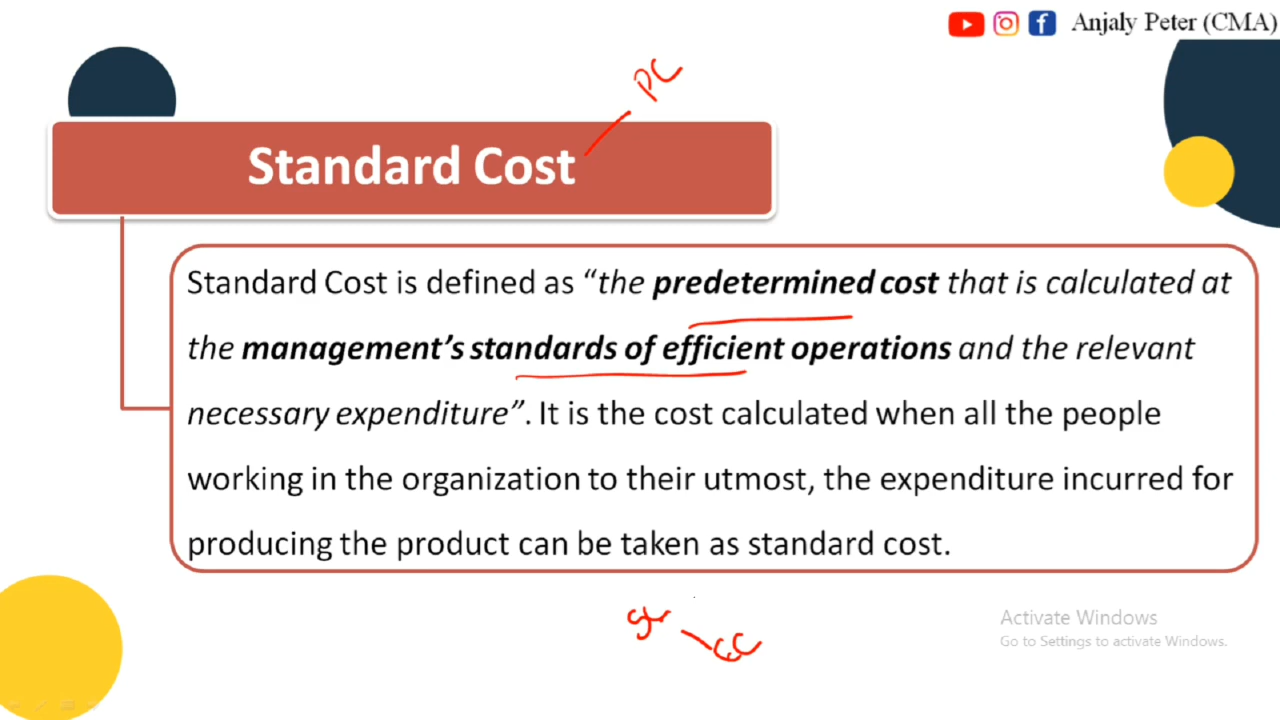 Anjaly Peter (CMA)
PC
Standard Cost
Standard Cost is defined as “the predetermined cost that is calculated at
the management’s standards of efficient operations and the relevant
necessary expenditure”. It is the cost calculated when all the people
working in the organization to their utmost, the expenditure incurred for
producing the product can be taken as standard cost.
Activate Windows
Go to Settings to activate Windows.